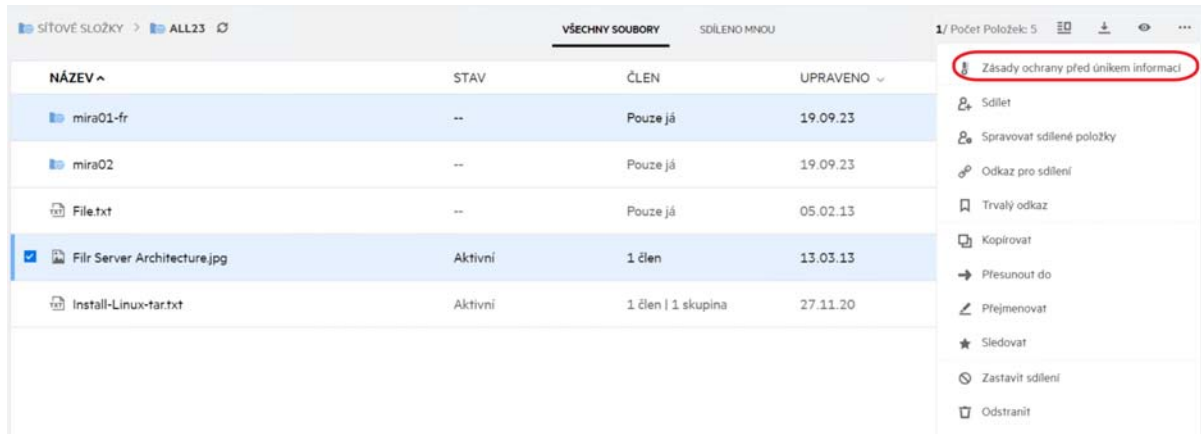 SÍŤOVÉ SLOŽKY > ALL23 VŠECHNY SOUBORY SDÍLENO MNOU 1/ Počet Položek: 5
NÁZEV STAV ČLEN UPRAVENO
mira01-fr -- Pouze já 19.09.23
mira02 -- Pouze já 19.09.23
TXT File.txt -- Pouze já 05.02.13
Filr Server Architecture.jpg Aktivní 1 člen 13.03.13
TXT Install-Linux-tar.txt Aktivní 1 člen | 1 skupina 27.11.20
Zásady ochrany před únikem informací
Sdílet
Spravovat sdílené položky
Odkaz pro sdílení
Trvalý odkaz
Kopírovat
Přesunout do
Přejmenovat
Sledovat
Zastavit sdílení
Odstranit